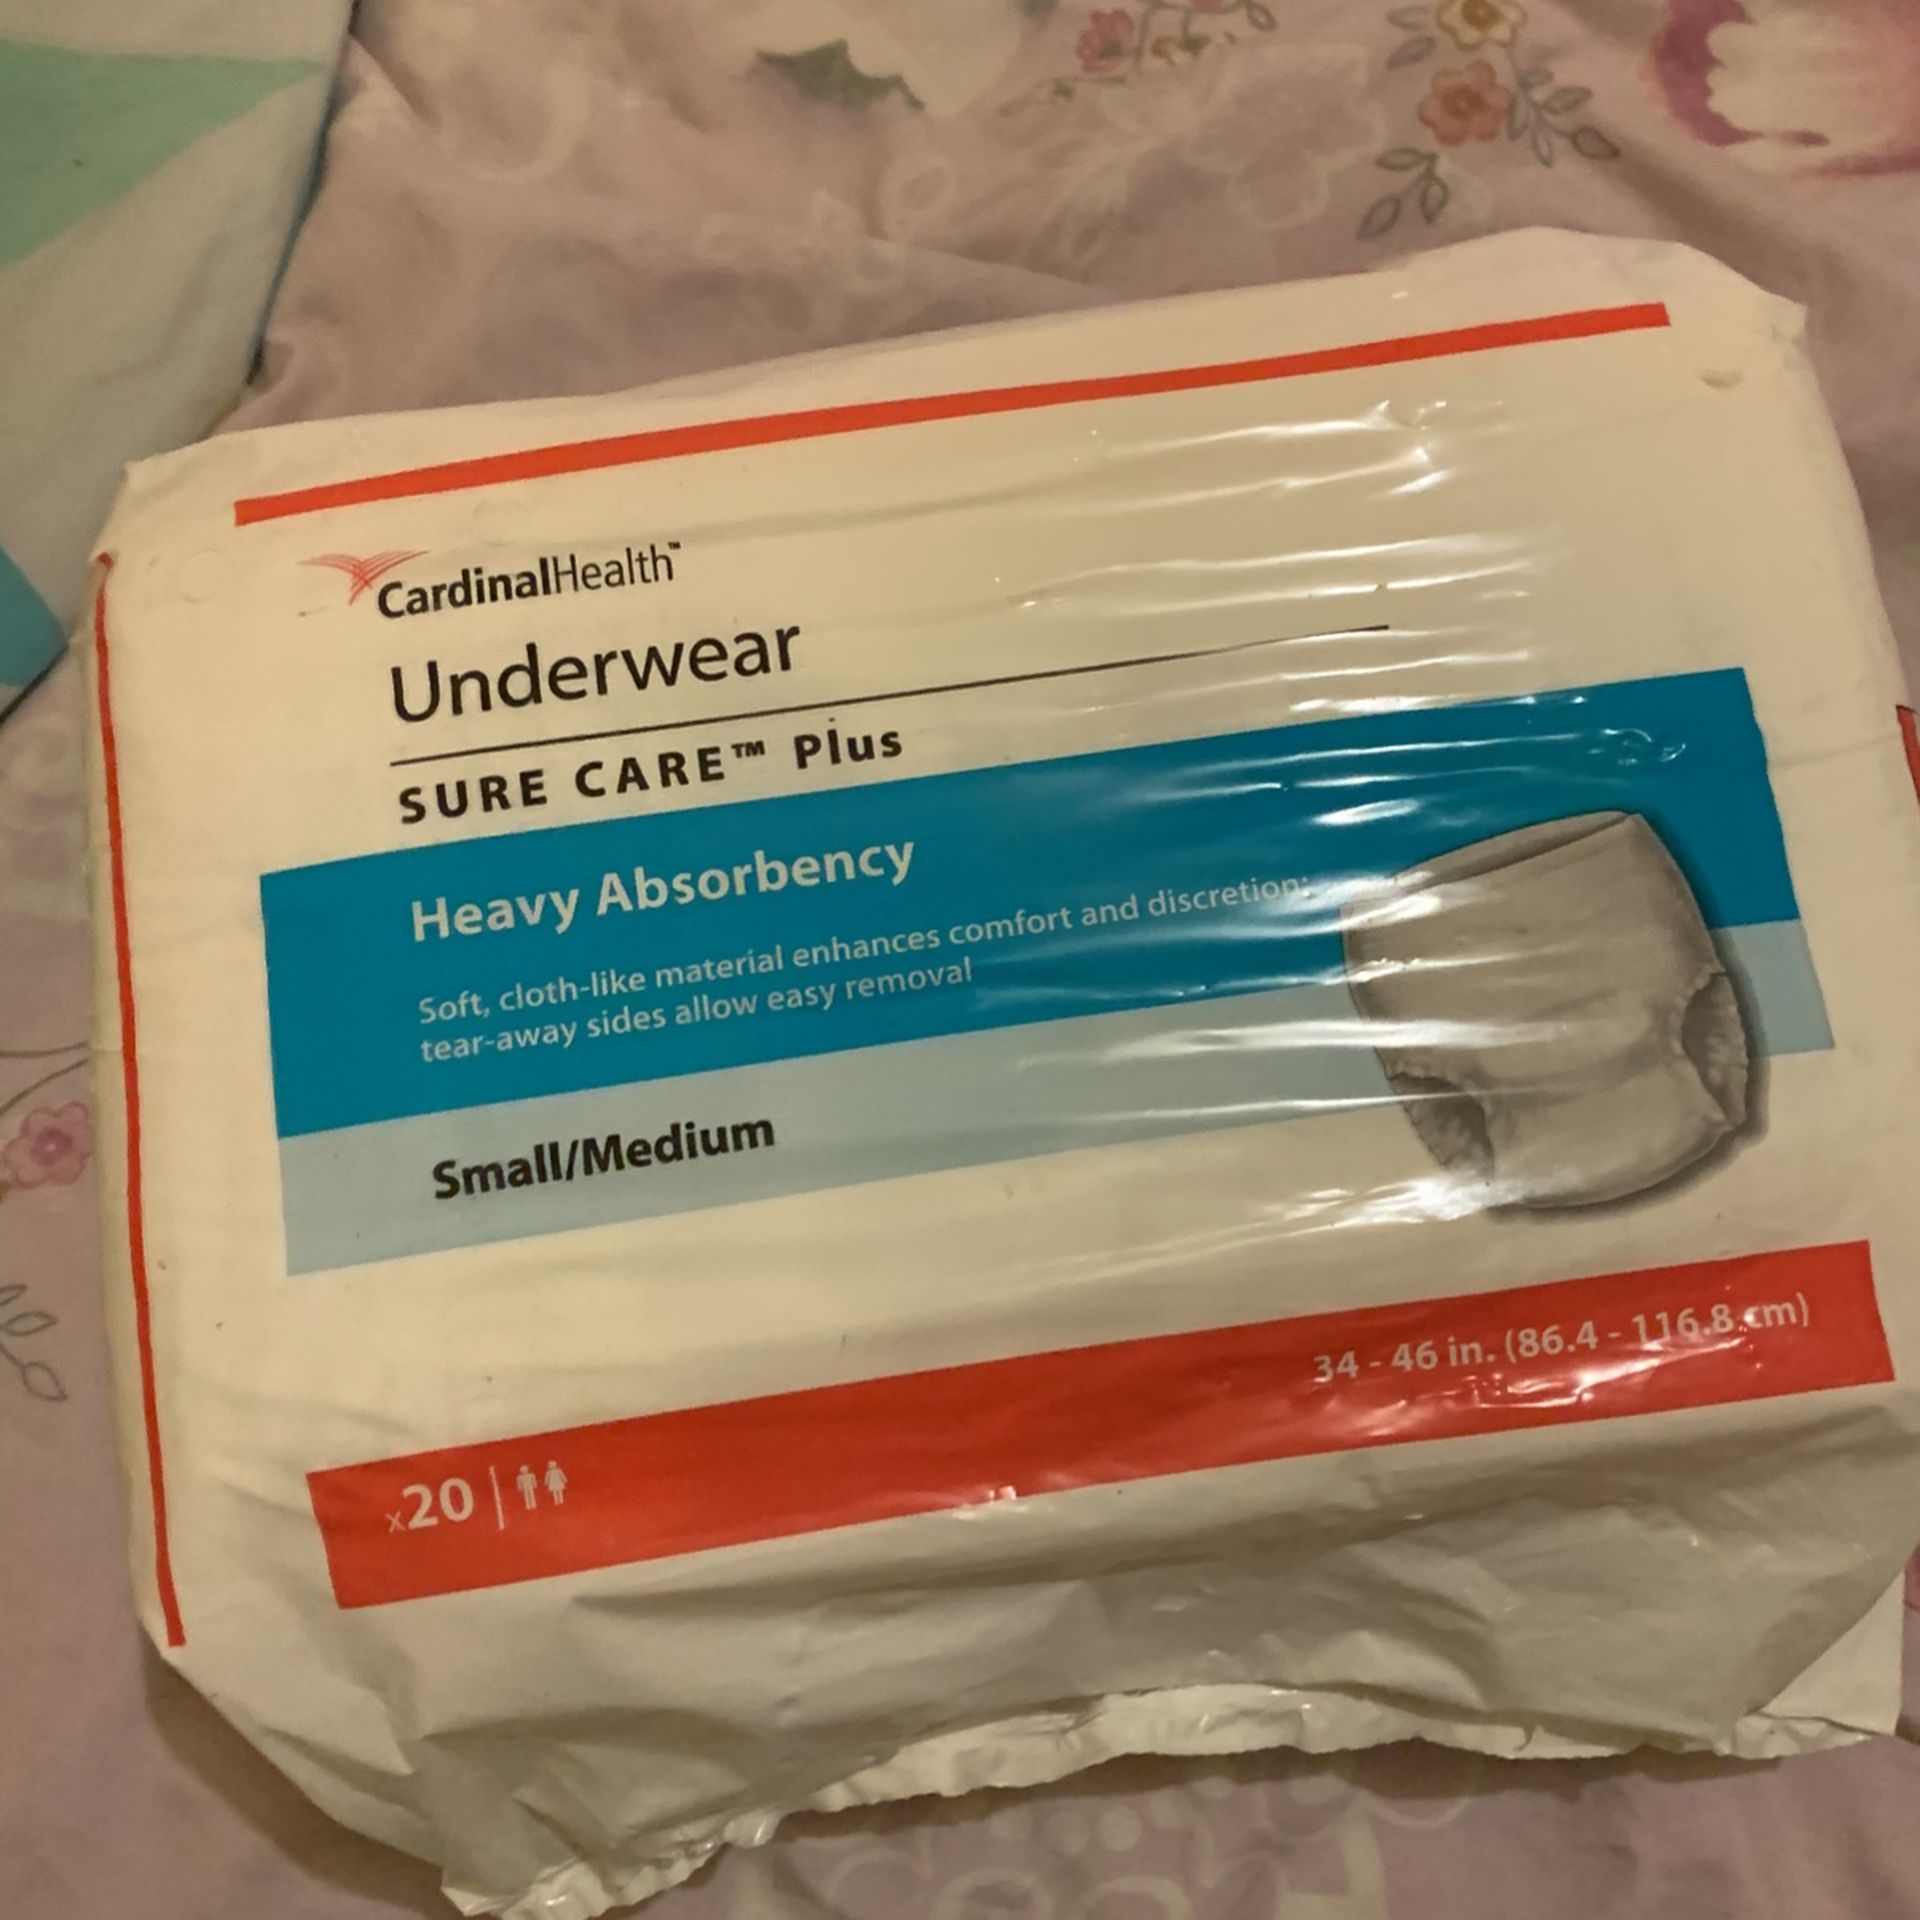 CardinalHealth™
Underwear
SURE CARE™ Plus
Heavy Absorbency
Soft, cloth-like material enhances comfort and discretion;
tear-away sides allow easy removal
Small/Medium
34 - 46 in. (86.4 - 116.8 cm)
x20